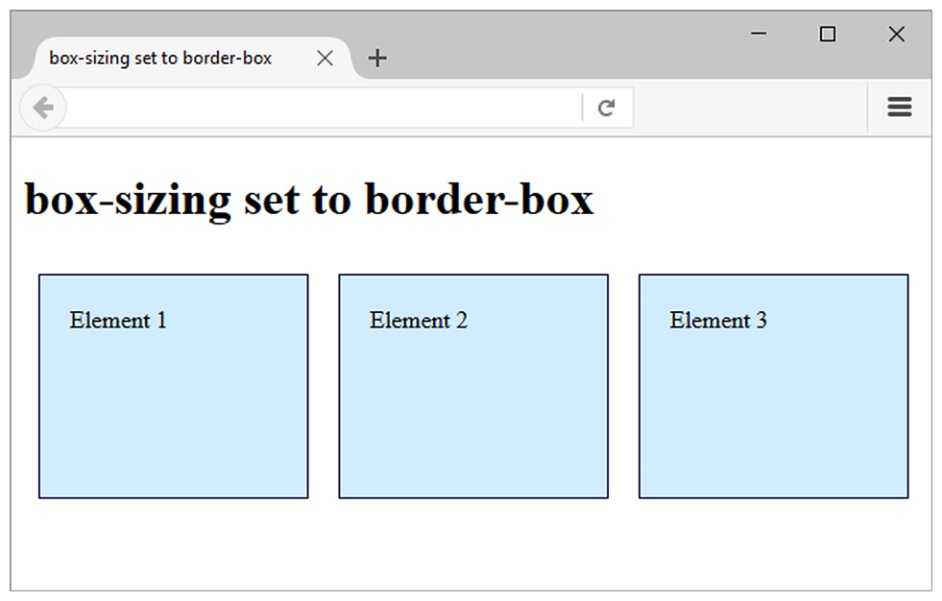 box-sizing set to border-box
box-sizing set to border-box
Element 1
Element 2
Element 3